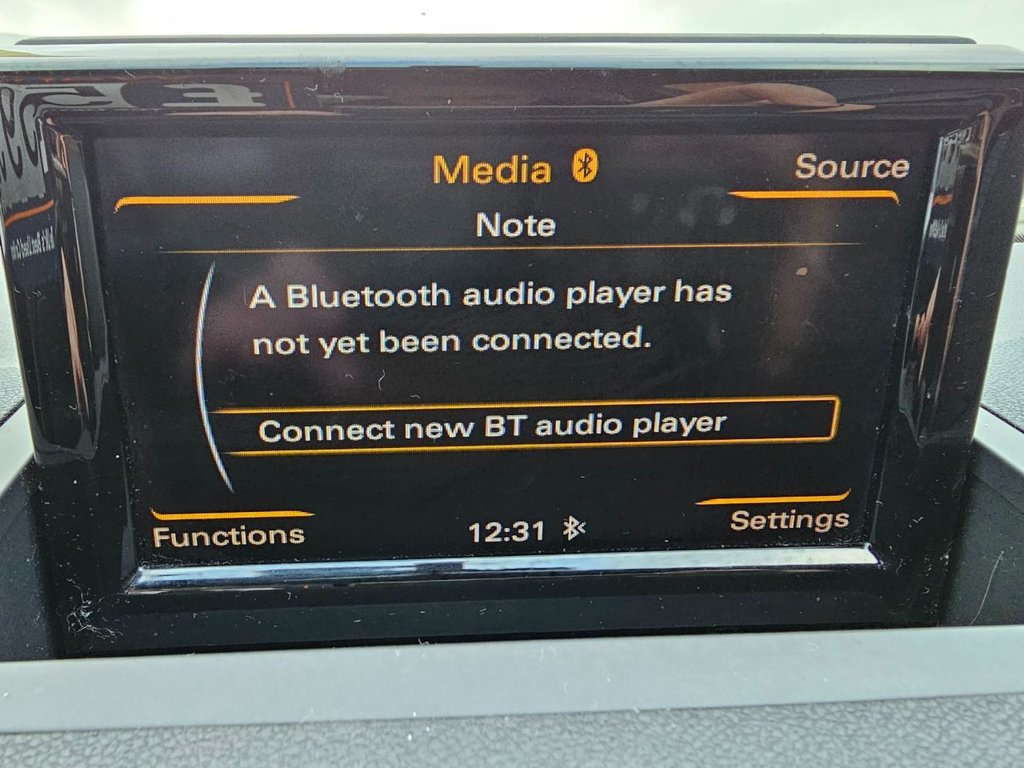 Media
Source
Note
A Bluetooth audio player has
not yet been connected.
Connect new BT audio player
Functions
12:31
Settings